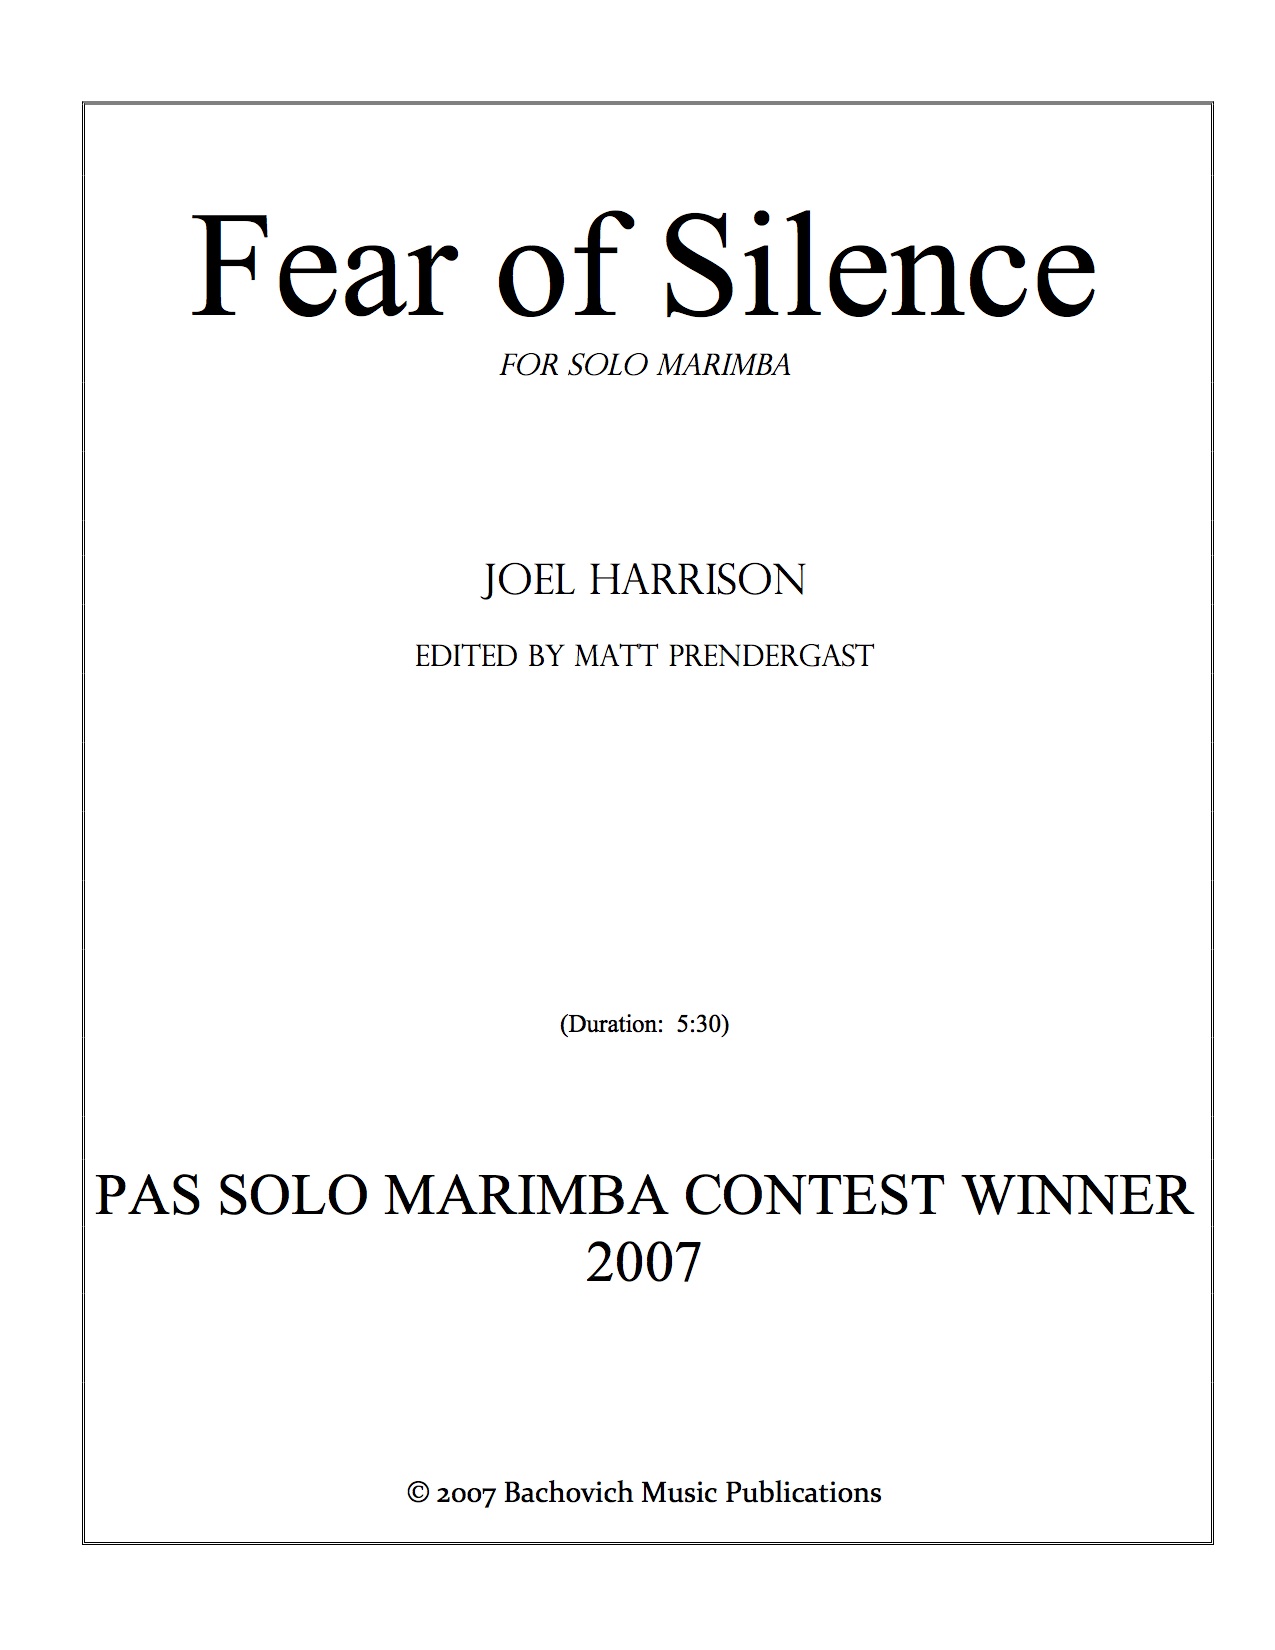 Fear of Silence
FOR SOLO MARIMBA
JOEL HARRISON
EDITED BY MATT PRENDERGAST
(Duration:  5:30)
PAS SOLO MARIMBA CONTEST WINNER
2007
© 2007 Bachovich Music Publications